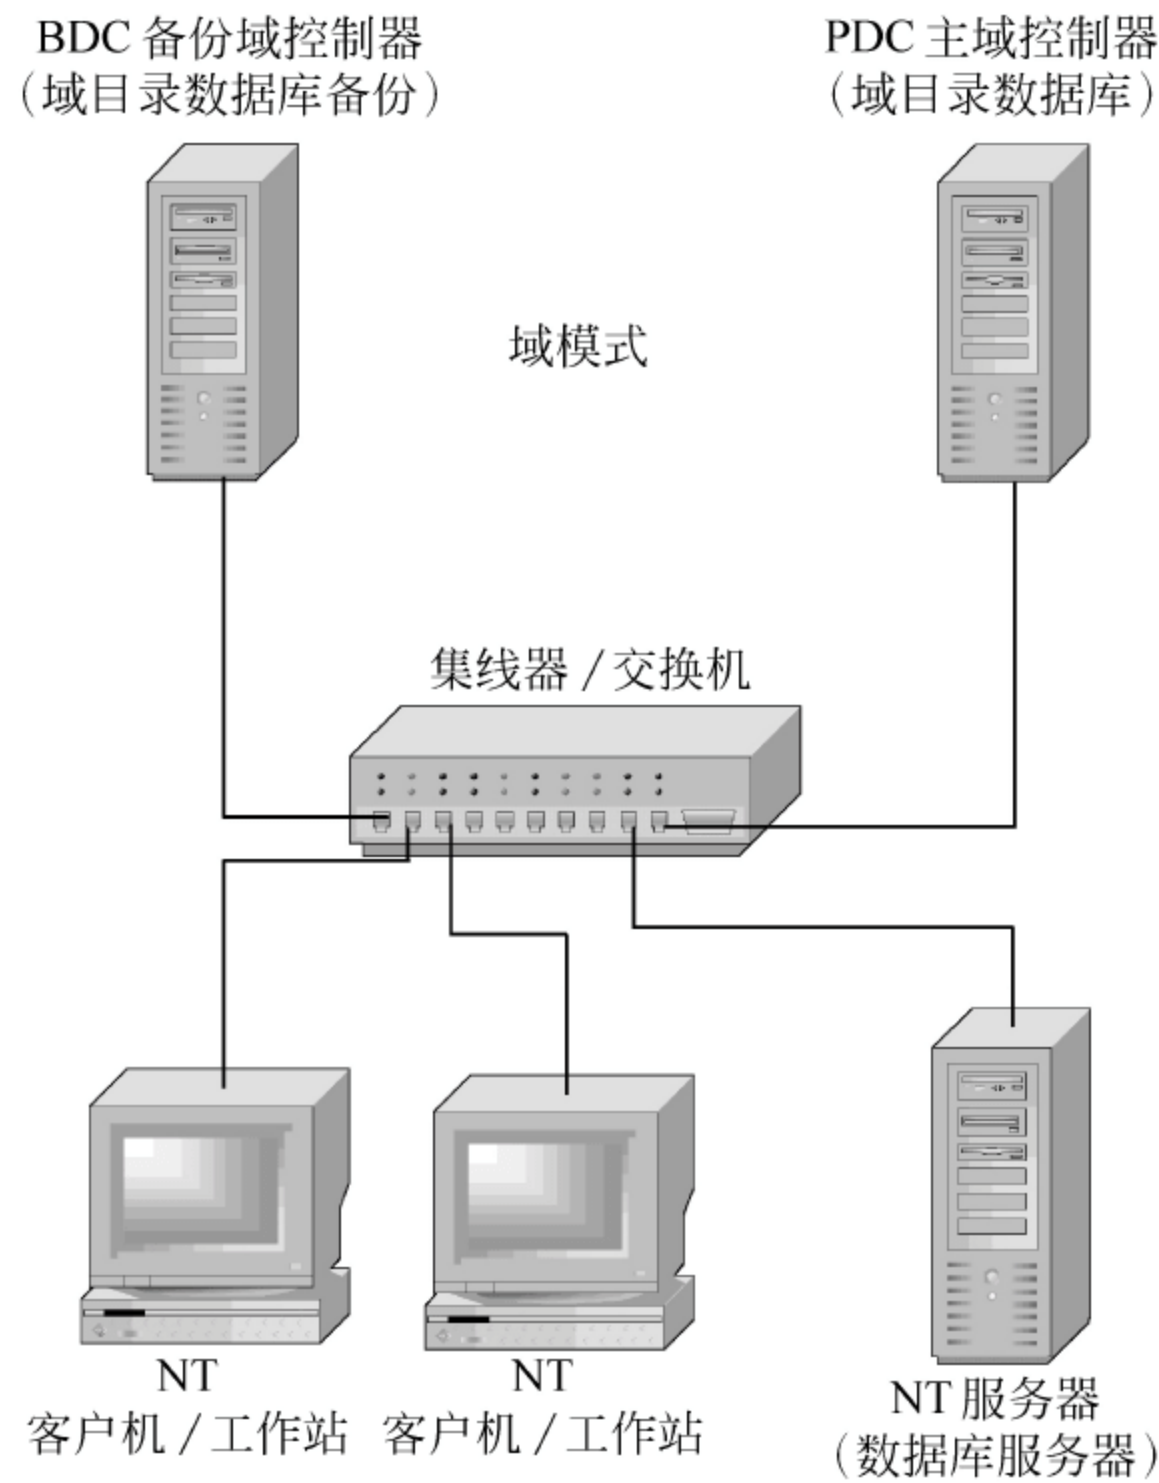 BDC 备份域控制器
（域目录数据库备份）
PDC 主域控制器
（域目录数据库）
域模式
集线器 / 交换机
NT
客户机 / 工作站
NT
客户机 / 工作站
NT 服务器
（数据库服务器）